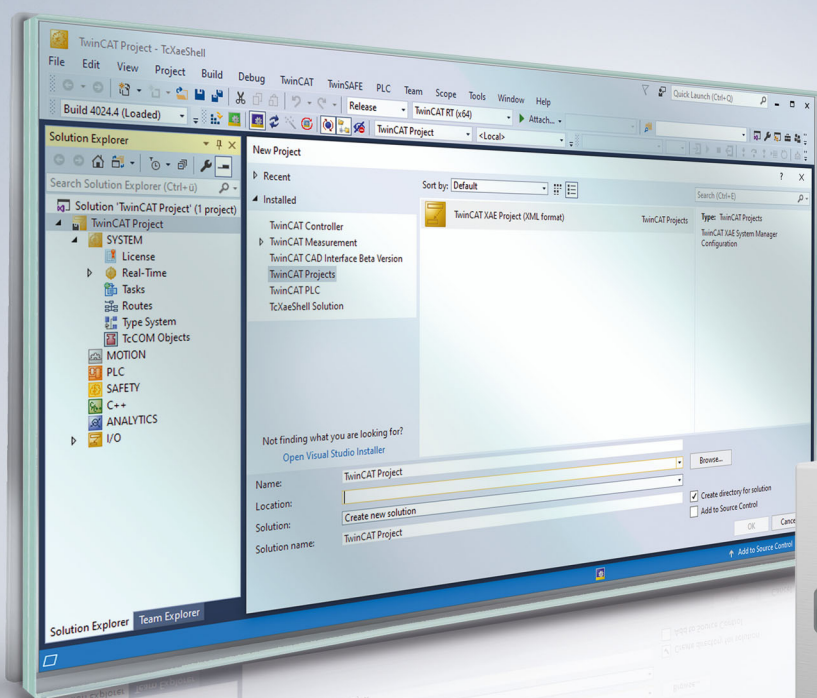 TwinCAT Project - TcXaeShell
File Edit View Project Build Debug TwinCAT TwinSAFE PLC Team Scope Tools Window Help
Quick Launch (Ctrl+Q)
Release
TwinCAT RT (x64)
Attach...
Build 4024.4 (Loaded)
TwinCAT Project
<Local>
Solution Explorer
Search Solution Explorer (Ctrl+ü)
Solution 'TwinCAT Project' (1 project)
TwinCAT Project
SYSTEM
License
Real-Time
Tasks
Routes
Type System
TcCOM Objects
MOTION
PLC
SAFETY
C++
ANALYTICS
I/O
Solution Explorer
Team Explorer
New Project
? X
Recent
Installed
TwinCAT Controller
TwinCAT Measurement
TwinCAT CAD Interface Beta Version
TwinCAT Projects
TwinCAT PLC
TcXaeShell Solution
Not finding what you are looking for?
Open Visual Studio Installer
Sort by: Default
TwinCAT XAE Project (XML format)
TwinCAT Projects
Search (Ctrl+E)
Type: TwinCAT Projects
TwinCAT XAE System Manager
Configuration
Name:
TwinCAT Project
Location:
Browse...
Solution:
Create new solution
Solution name:
TwinCAT Project
Create directory for solution
Add to Source Control
OK
Cance
Add to Source Control